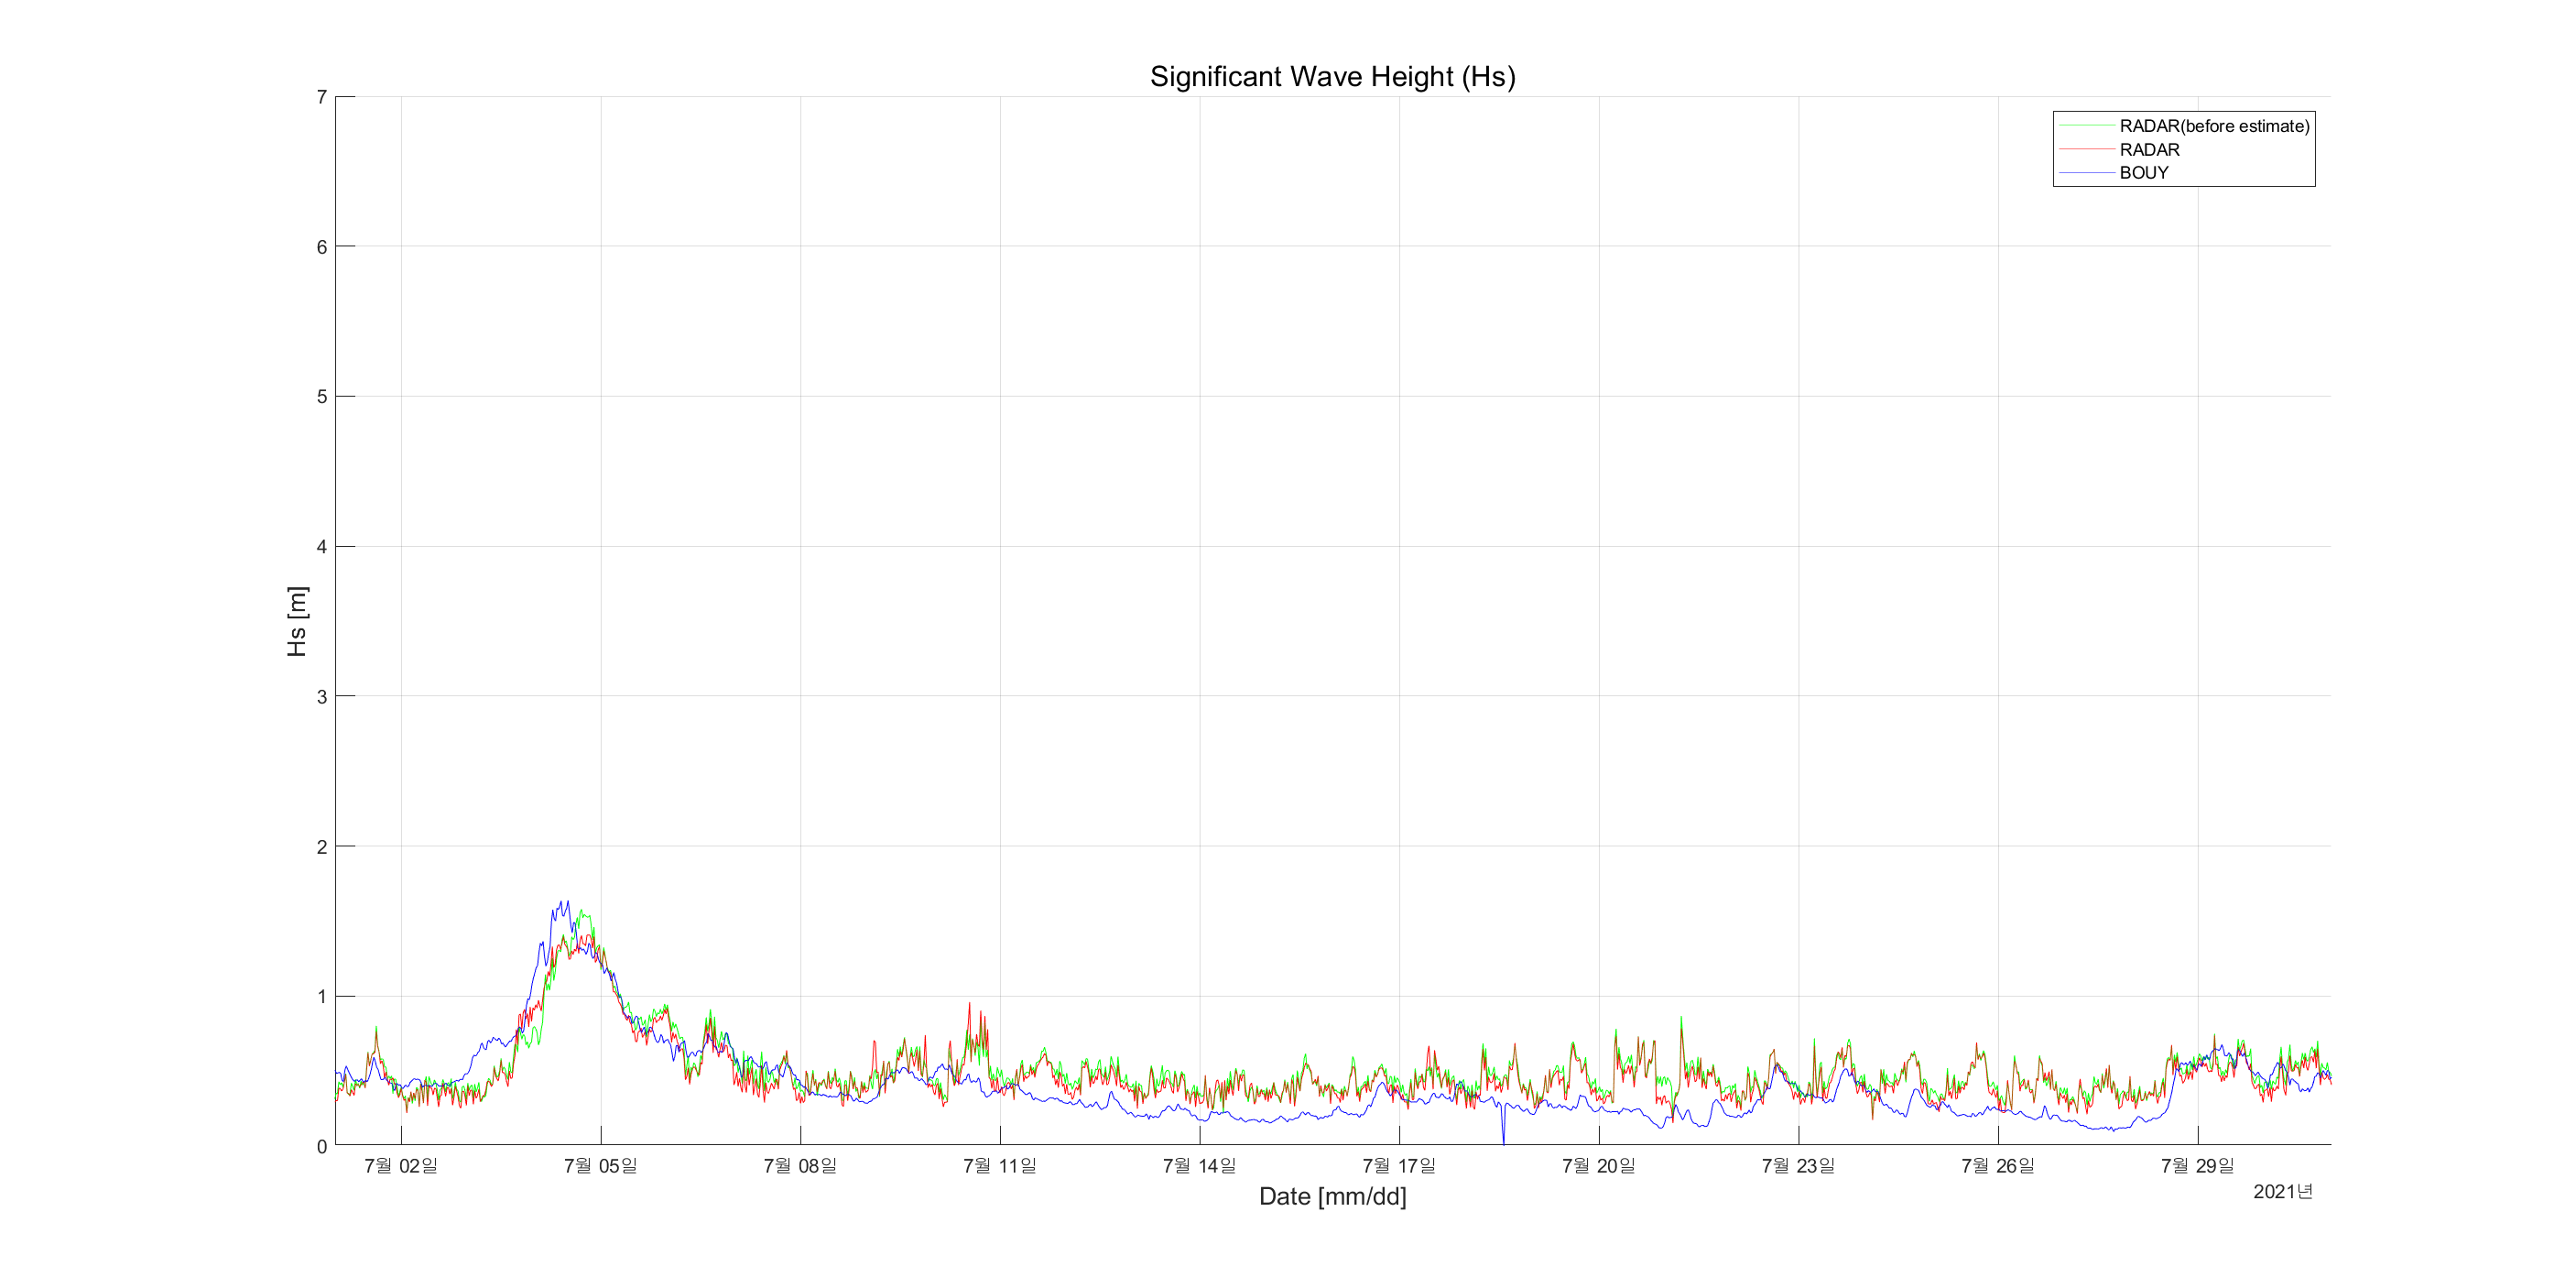 Significant Wave Height (Hs)
RADAR(before estimate)
RADAR
BOUY
7
6
5
4
3
2
1
0
Hs [m]
7월 02일 7월 05일 7월 08일 7월 11일 7월 14일 7월 17일 7월 20일 7월 23일 7월 26일 7월 29일
2021년
Date [mm/dd]